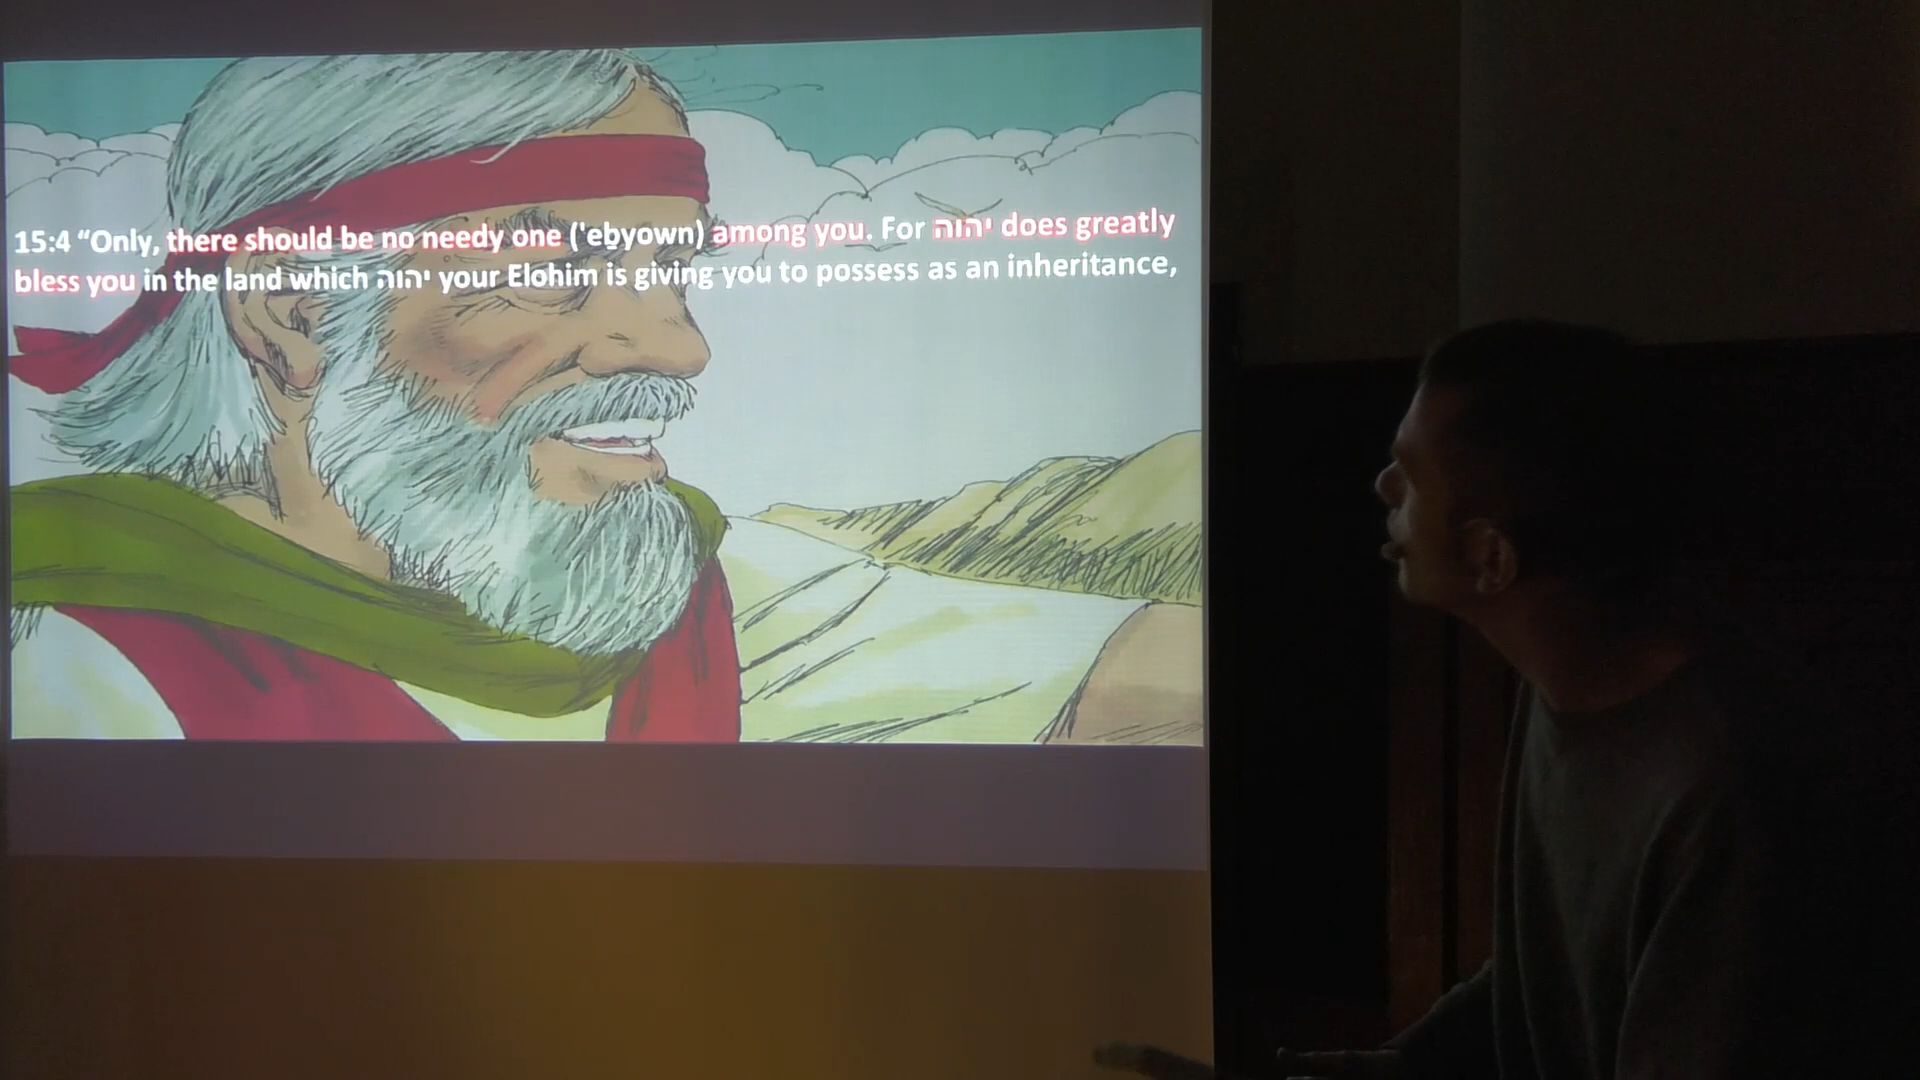 15:4 “Only, there should be no needy one ('eḇyown) among you. For יהוה does greatly
bless you in the land which יהוה your Elohim is giving you to possess as an inheritance,